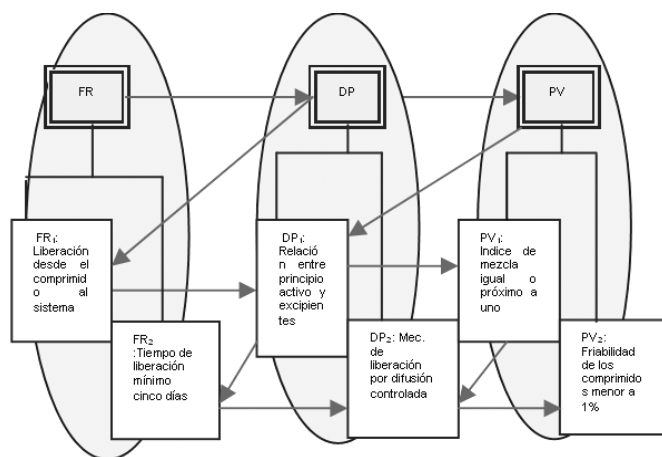 FR
DP
PV
FR₁:
Liberación
desde el
comprimid
o al
sistema
DP₁:
Relació
n entre
principio
activo y
excipien
tes
PV₁:
Indice de
mezcla
igual o
próximo a
uno
FR₂
:Tiempo de
liberación
mínimo
cinco días
DP₂: Mec.
de
liberación
por difusión
controlada
PV₂:
Friabilidad
de los
comprimido
s menor a
1%